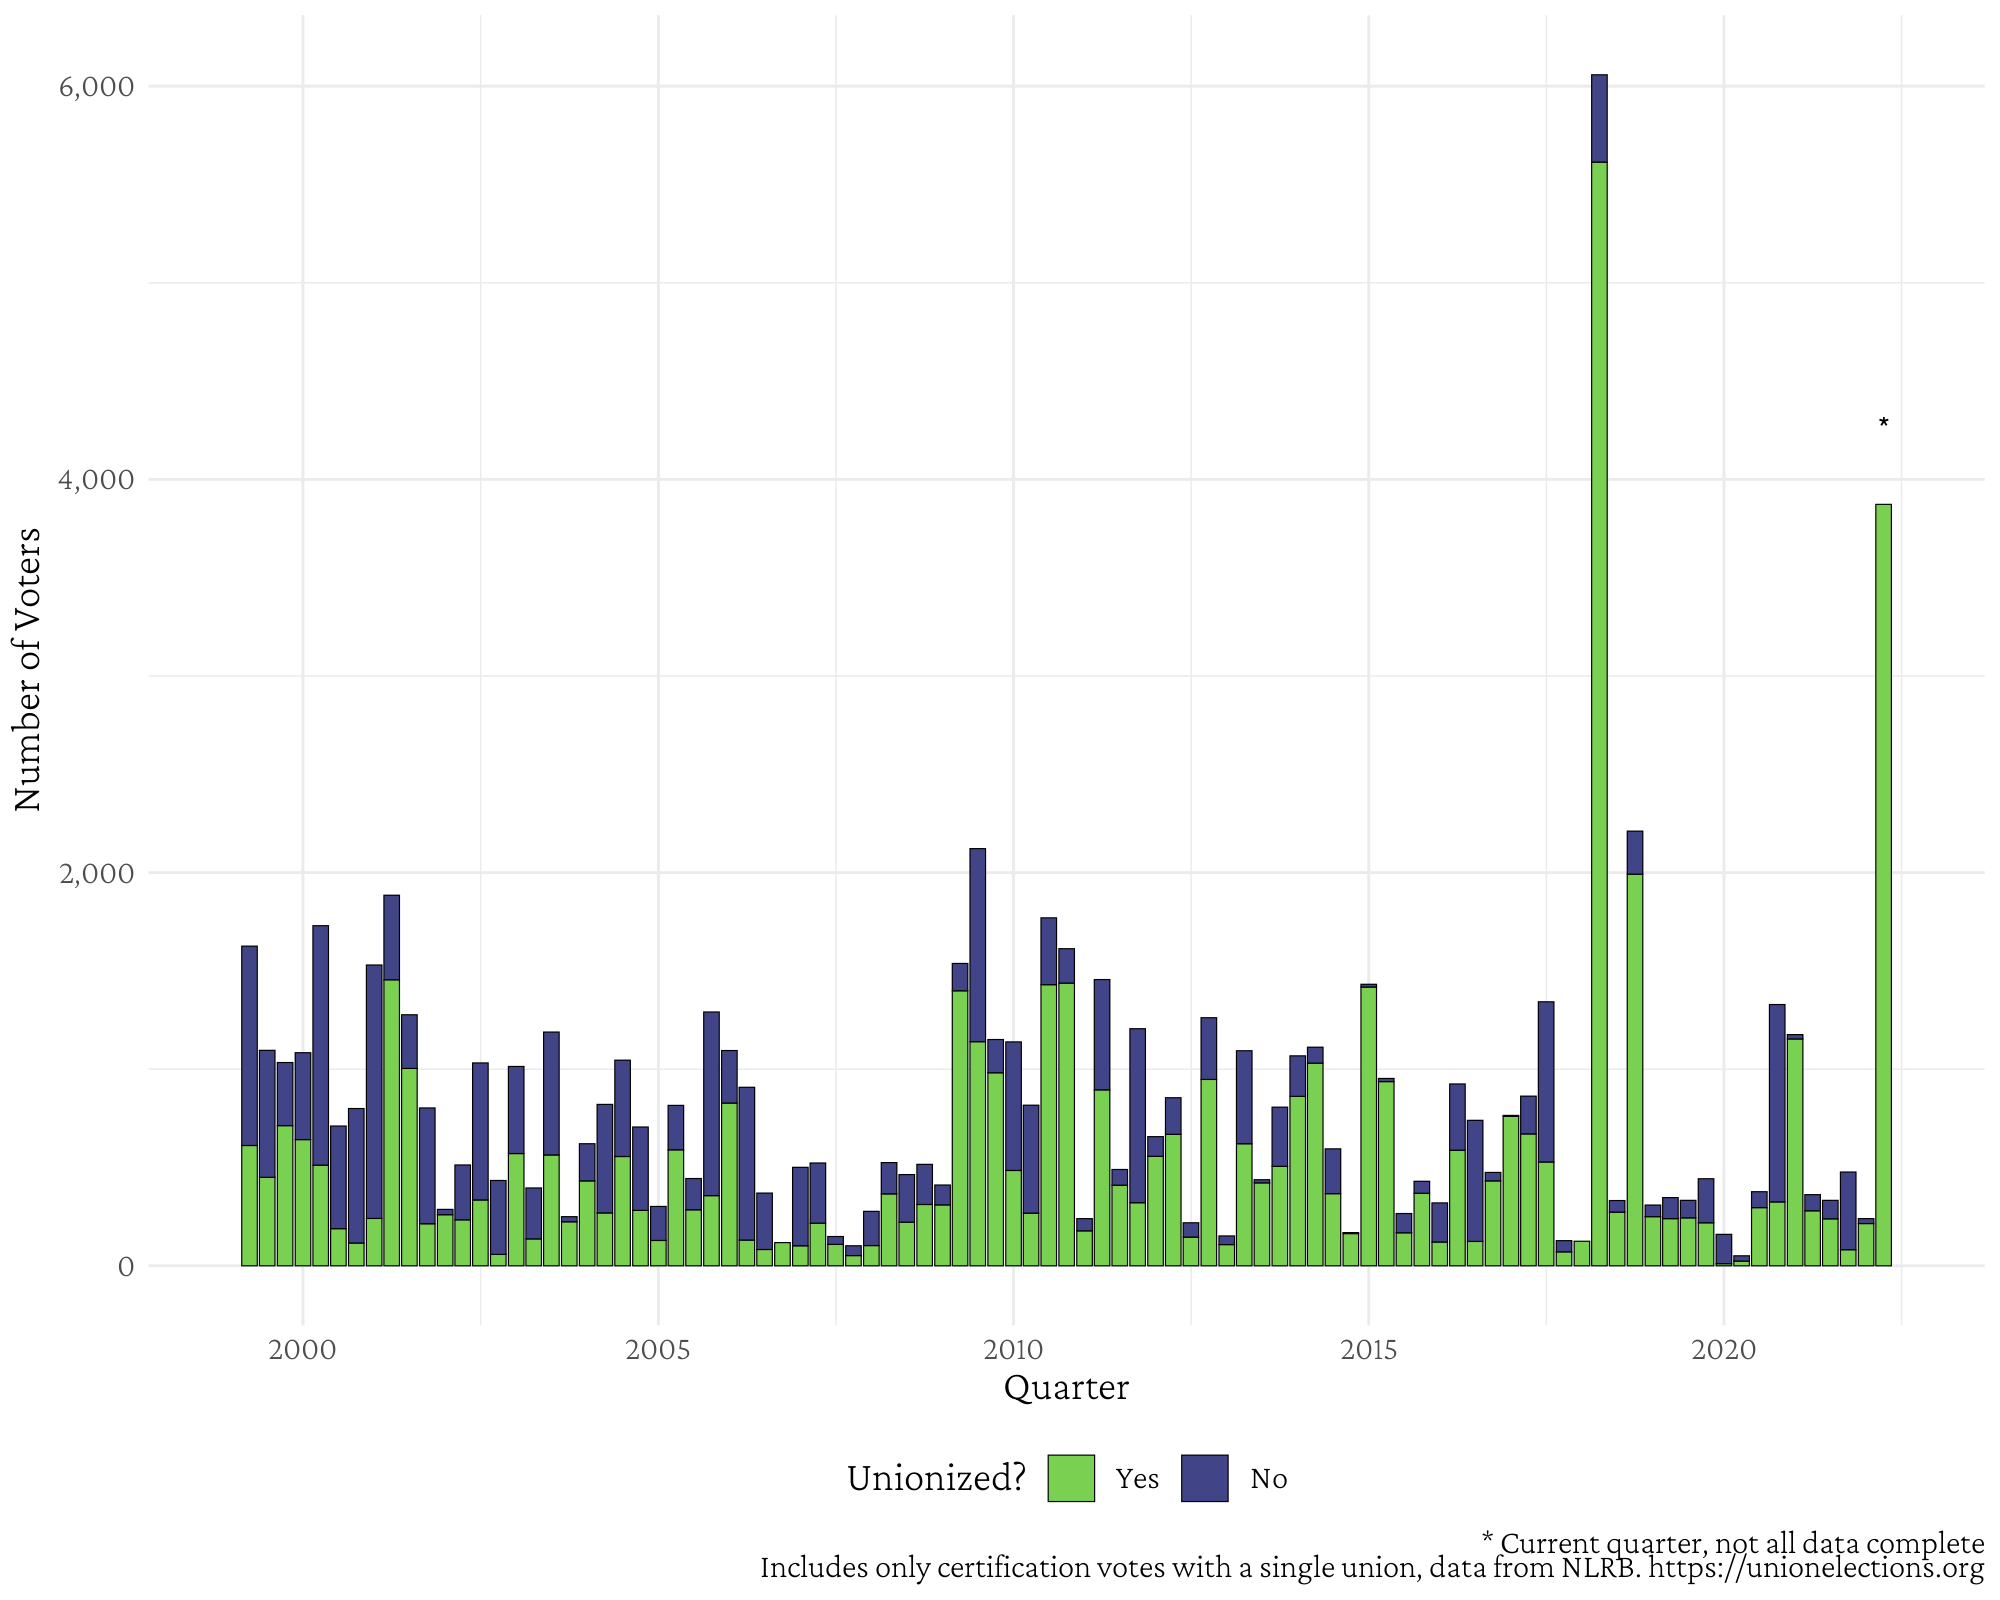 6,000
4,000
2,000
0
Number of Voters
*
2000 2005 2010 2015 2020
Quarter
Unionized? Yes No
* Current quarter, not all data complete
Includes only certification votes with a single union, data from NLRB. https://unionelections.org